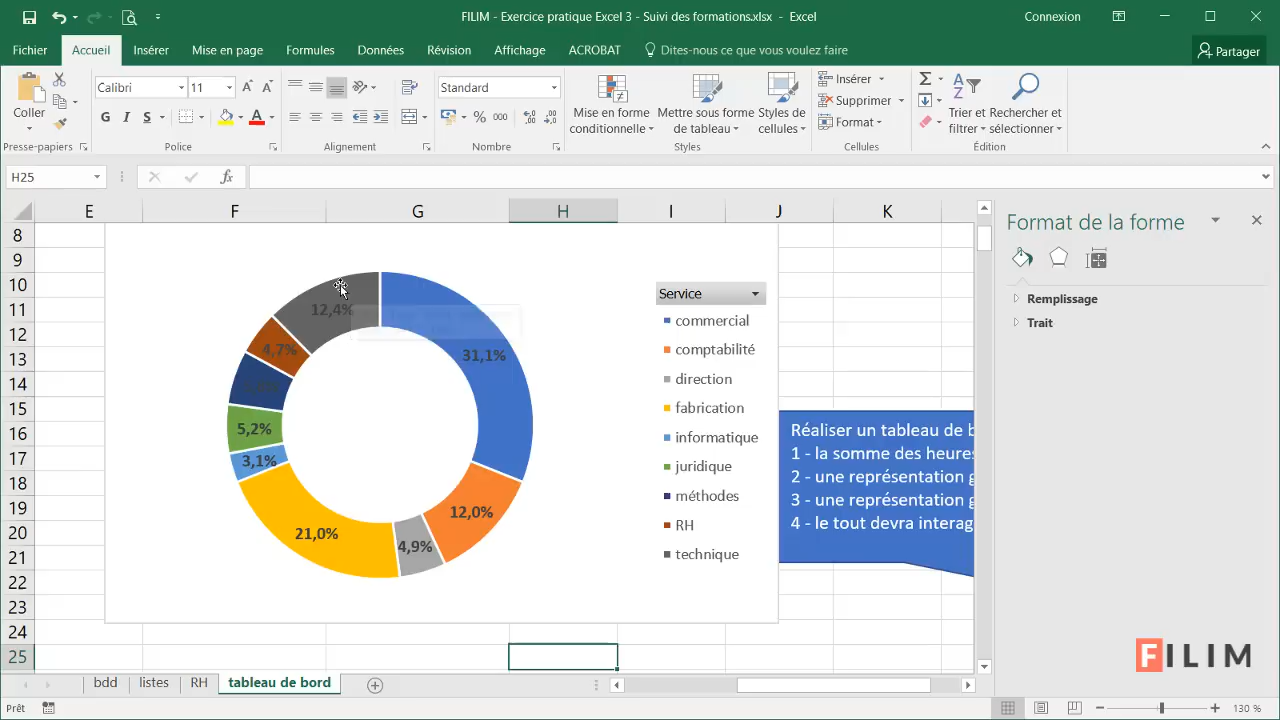 FILIM - Exercice pratique Excel 3 - Suivi des formations.xlsx - Excel
Connexion
Fichier Accueil Insérer Mise en page Formules Données Révision Affichage ACROBAT Dites-nous ce que vous voulez faire Partager
Coller
Calibri 11
G I S
Standard
% 000
Mise en forme conditionnelle
Mettre sous forme de tableau
Styles de cellules
Insérer
Supprimer
Format
Trier et filtrer
Rechercher et sélectionner
Presse-papiers Police Alignement Nombre Styles Cellules Édition
H25
fx
E F G H I J K
8
9
10
11
12
13
14
15
16
17
18
19
20
21
22
23
24
25
12,4%
31,1%
4,7%
5,2%
3,1%
21,0%
4,9%
12,0%
Service
commercial
comptabilité
direction
fabrication
informatique
juridique
méthodes
RH
technique
Réaliser un tableau de b
1 - la somme des heures
2 - une représentation g
3 - une représentation g
4 - le tout devra interag
Format de la forme
Remplissage
Trait
FILIM
bdd listes RH tableau de bord
Prêt
130 %